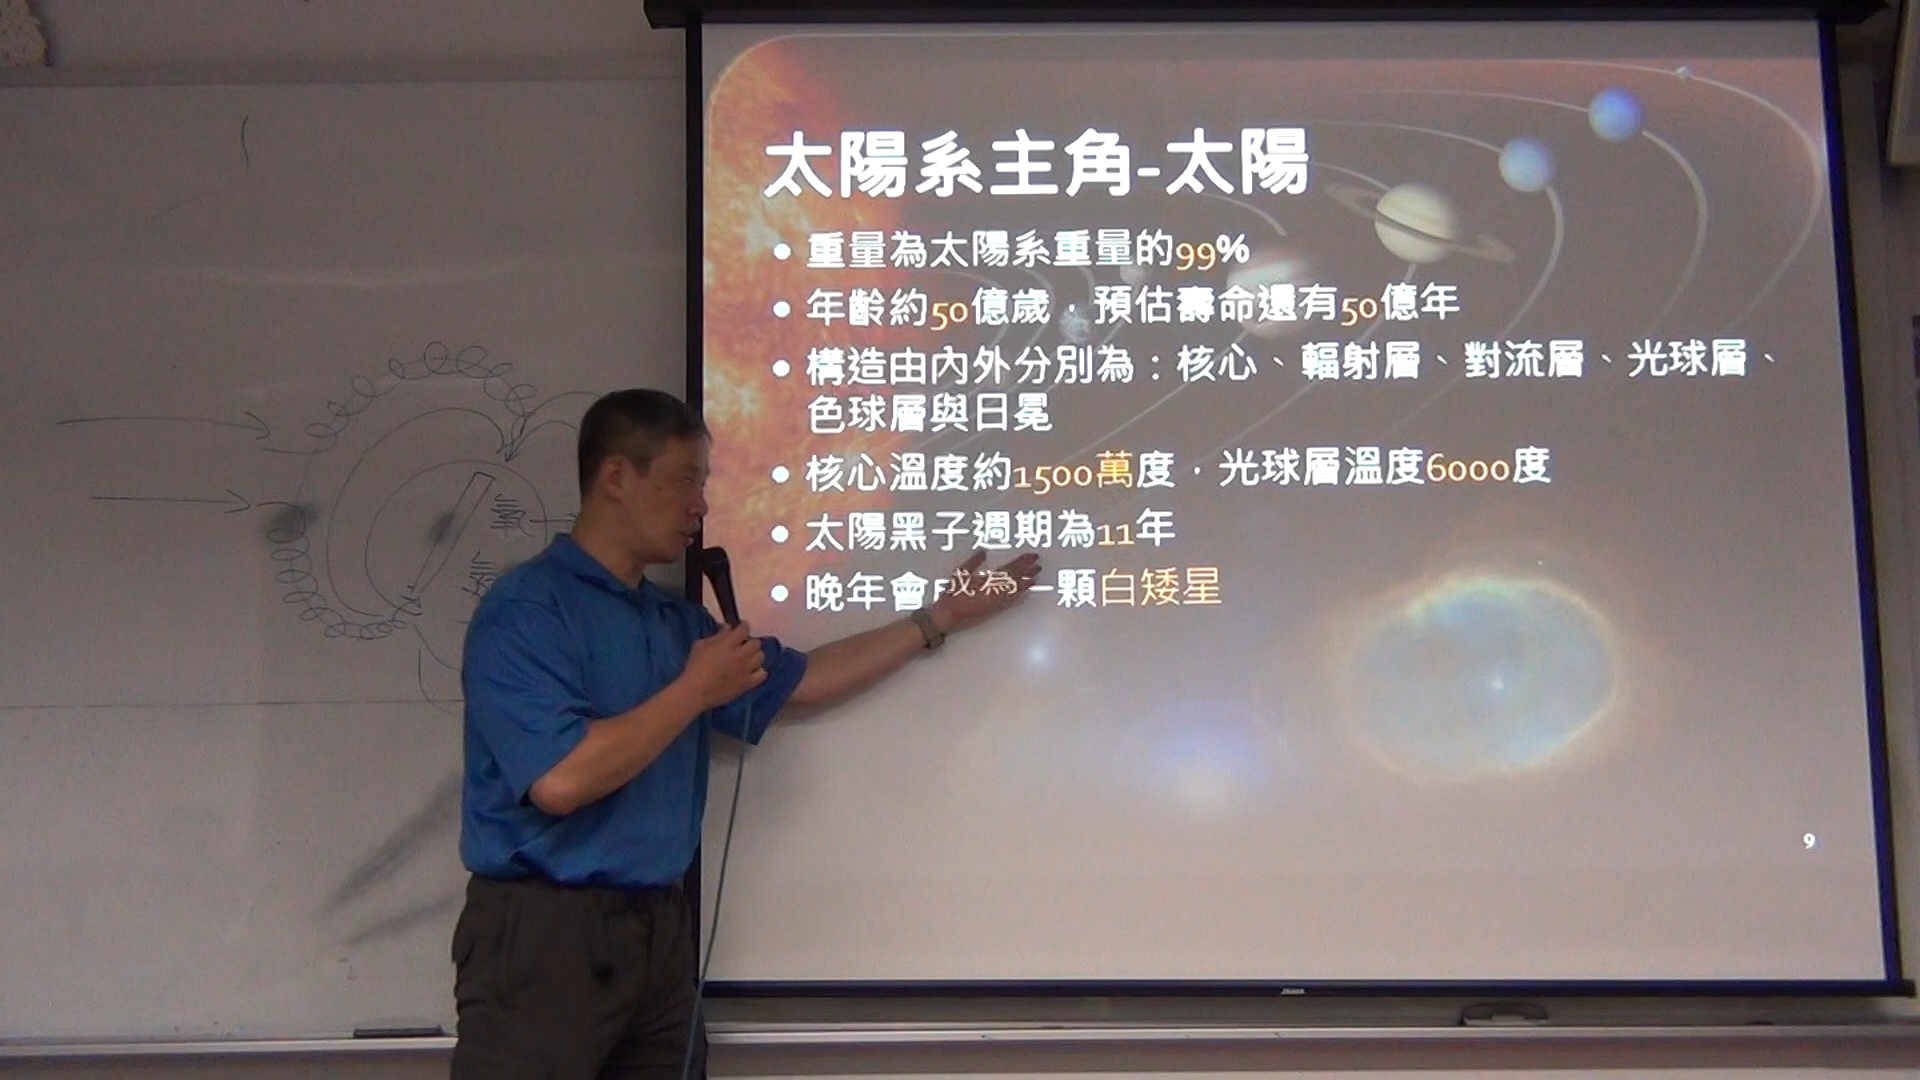 太陽系主角-太陽
• 重量為太陽系重量的99%
• 年齡約50億歲，預估壽命還有50億年
• 構造由內外分別為：核心、輻射層、對流層、光球層、
色球層與日冕
• 核心溫度約1500萬度，光球層溫度6000度
• 太陽黑子週期為11年
• 晚年會成為一顆白矮星
9
氧